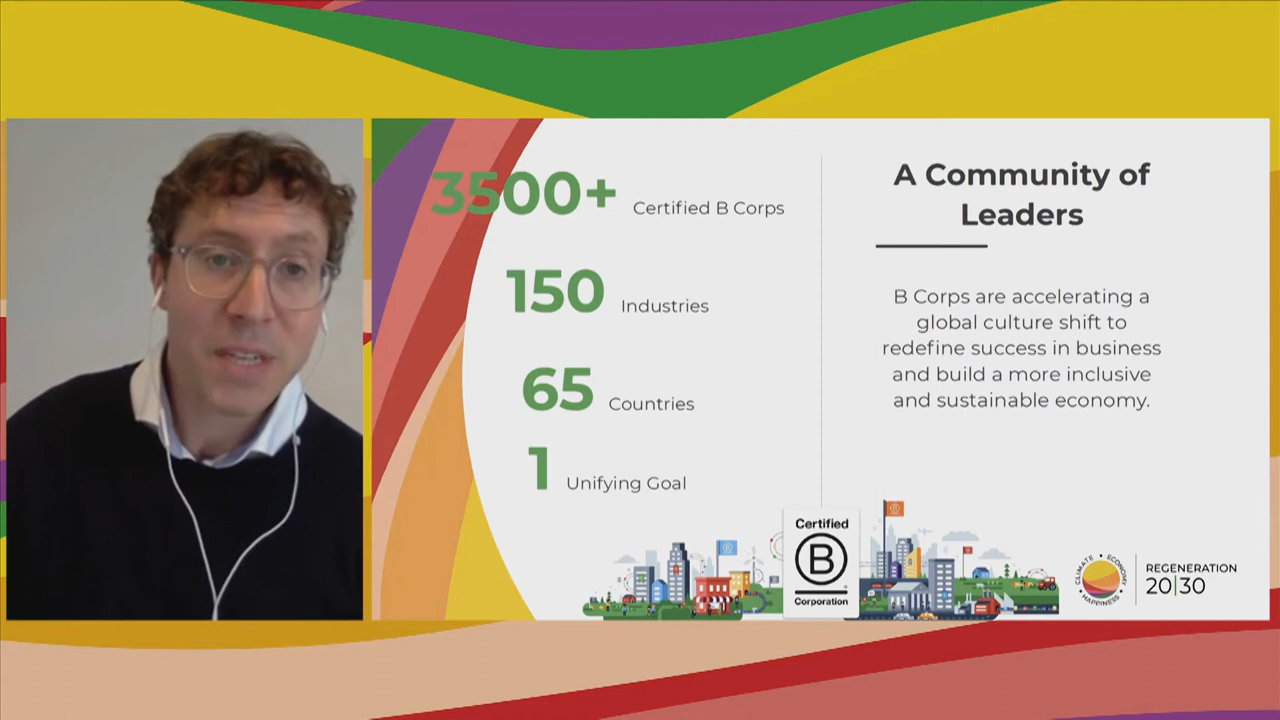 3500+ Certified B Corps
150 Industries
65 Countries
1 Unifying Goal
A Community of
Leaders
B Corps are accelerating a
global culture shift to
redefine success in business
and build a more inclusive
and sustainable economy.
Certified
B
Corporation
CLIMATE • ECONOMY • HAPPINESS •
REGENERATION
20|30